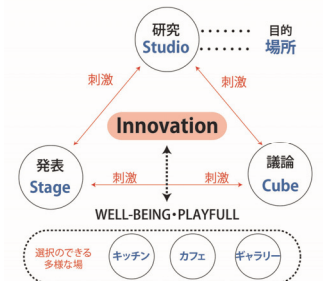 研究
Studio
目的
場所
刺激
刺激
Innovation
発表
Stage
刺激
刺激
議論
Cube
WELL-BEING・PLAYFULL
選択のできる
多様な場
キッチン
カフェ
ギャラリー